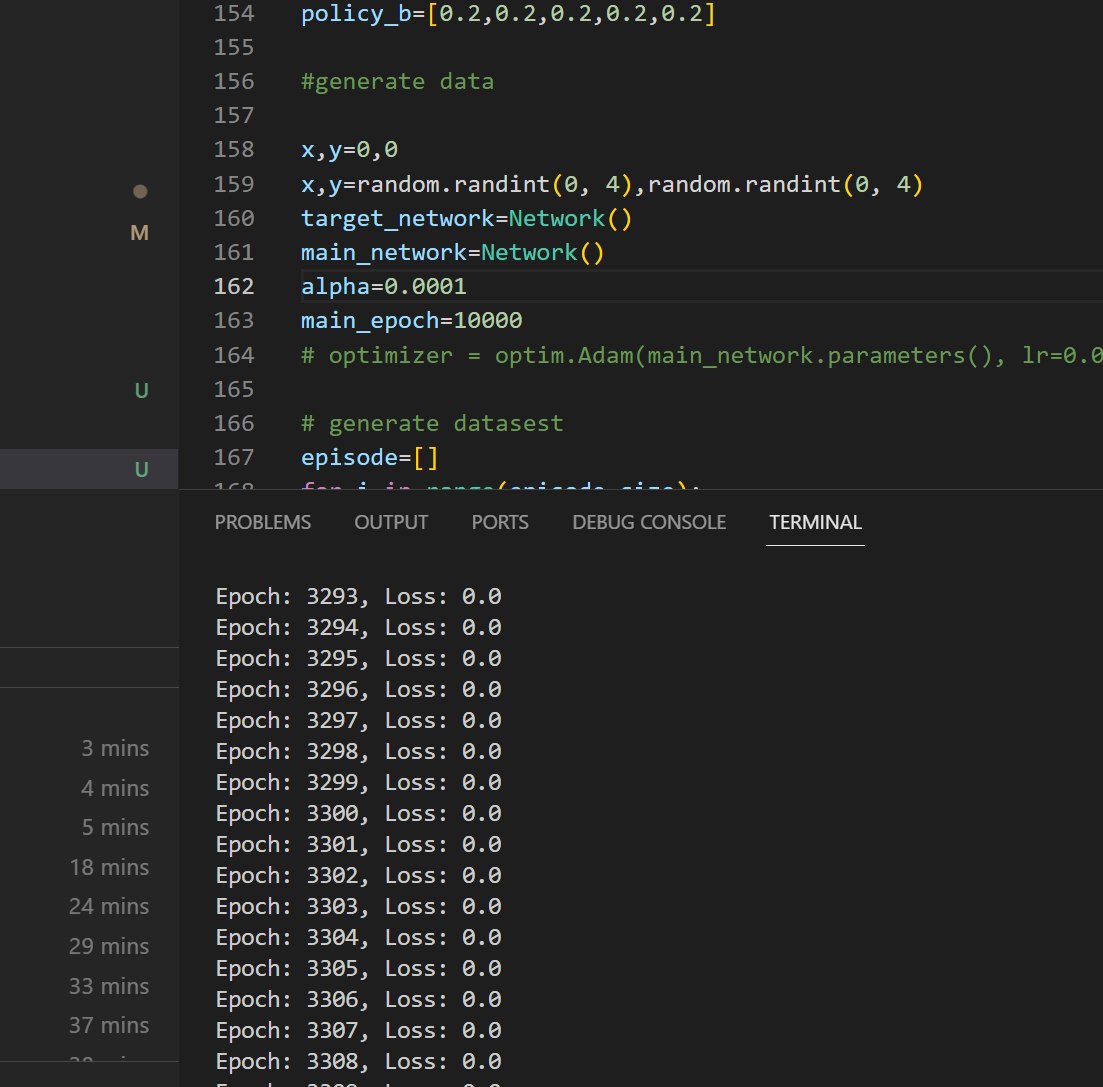 154 policy_b=[0.2,0.2,0.2,0.2,0.2]
155
156 #generate data
157
158 x,y=0,0
159 x,y=random.randint(0, 4),random.randint(0, 4)
160 target_network=Network()
M
161 main_network=Network()
162 alpha=0.0001
163 main_epoch=10000
164 # optimizer = optim.Adam(main_network.parameters(), lr=0.0
U
165
166 # generate datasest
167 episode=[]
U
168 for i in range(episode_size):
PROBLEMS OUTPUT PORTS DEBUG CONSOLE TERMINAL
Epoch: 3293, Loss: 0.0
Epoch: 3294, Loss: 0.0
Epoch: 3295, Loss: 0.0
Epoch: 3296, Loss: 0.0
Epoch: 3297, Loss: 0.0
Epoch: 3298, Loss: 0.0
Epoch: 3299, Loss: 0.0
Epoch: 3300, Loss: 0.0
Epoch: 3301, Loss: 0.0
Epoch: 3302, Loss: 0.0
Epoch: 3303, Loss: 0.0
Epoch: 3304, Loss: 0.0
Epoch: 3305, Loss: 0.0
Epoch: 3306, Loss: 0.0
Epoch: 3307, Loss: 0.0
Epoch: 3308, Loss: 0.0
3 mins
4 mins
5 mins
18 mins
24 mins
29 mins
33 mins
37 mins